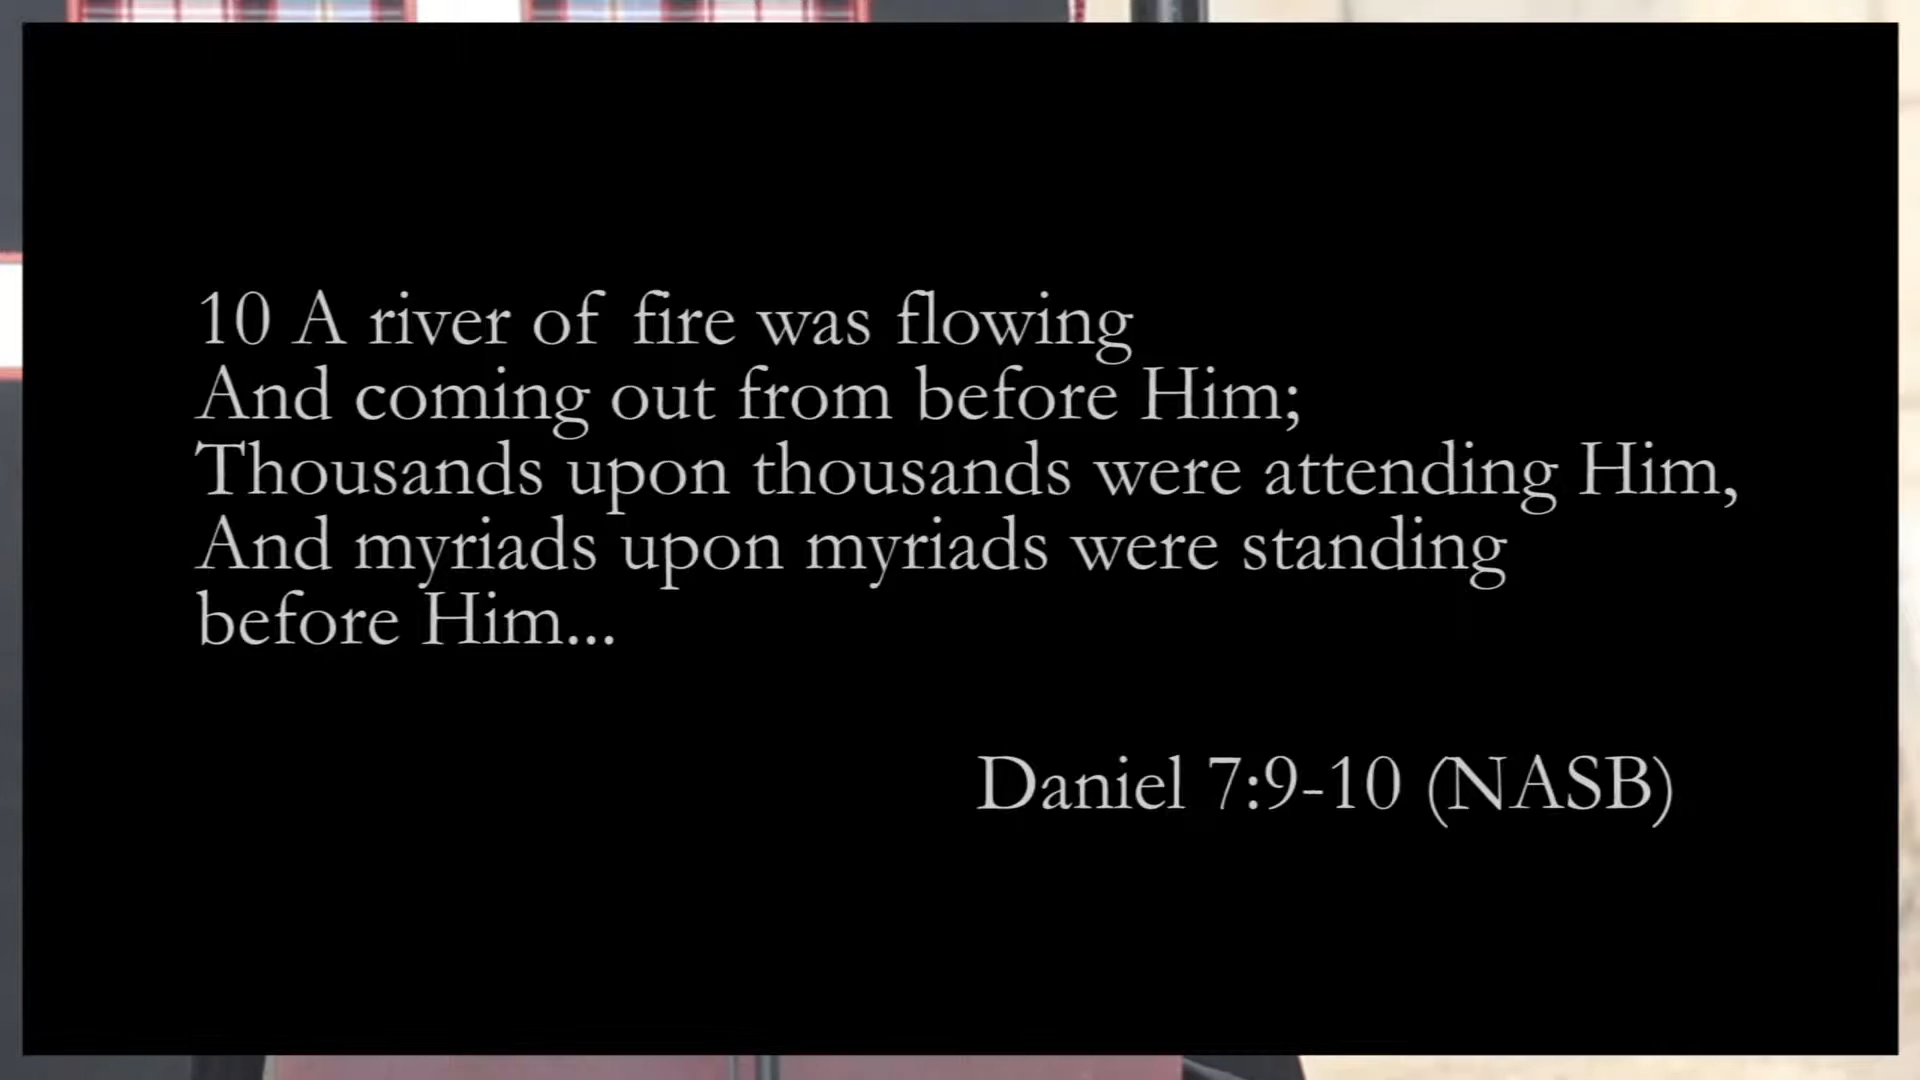 10 A river of fire was flowing
And coming out from before Him;
Thousands upon thousands were attending Him,
And myriads upon myriads were standing
before Him...
Daniel 7:9-10 (NASB)